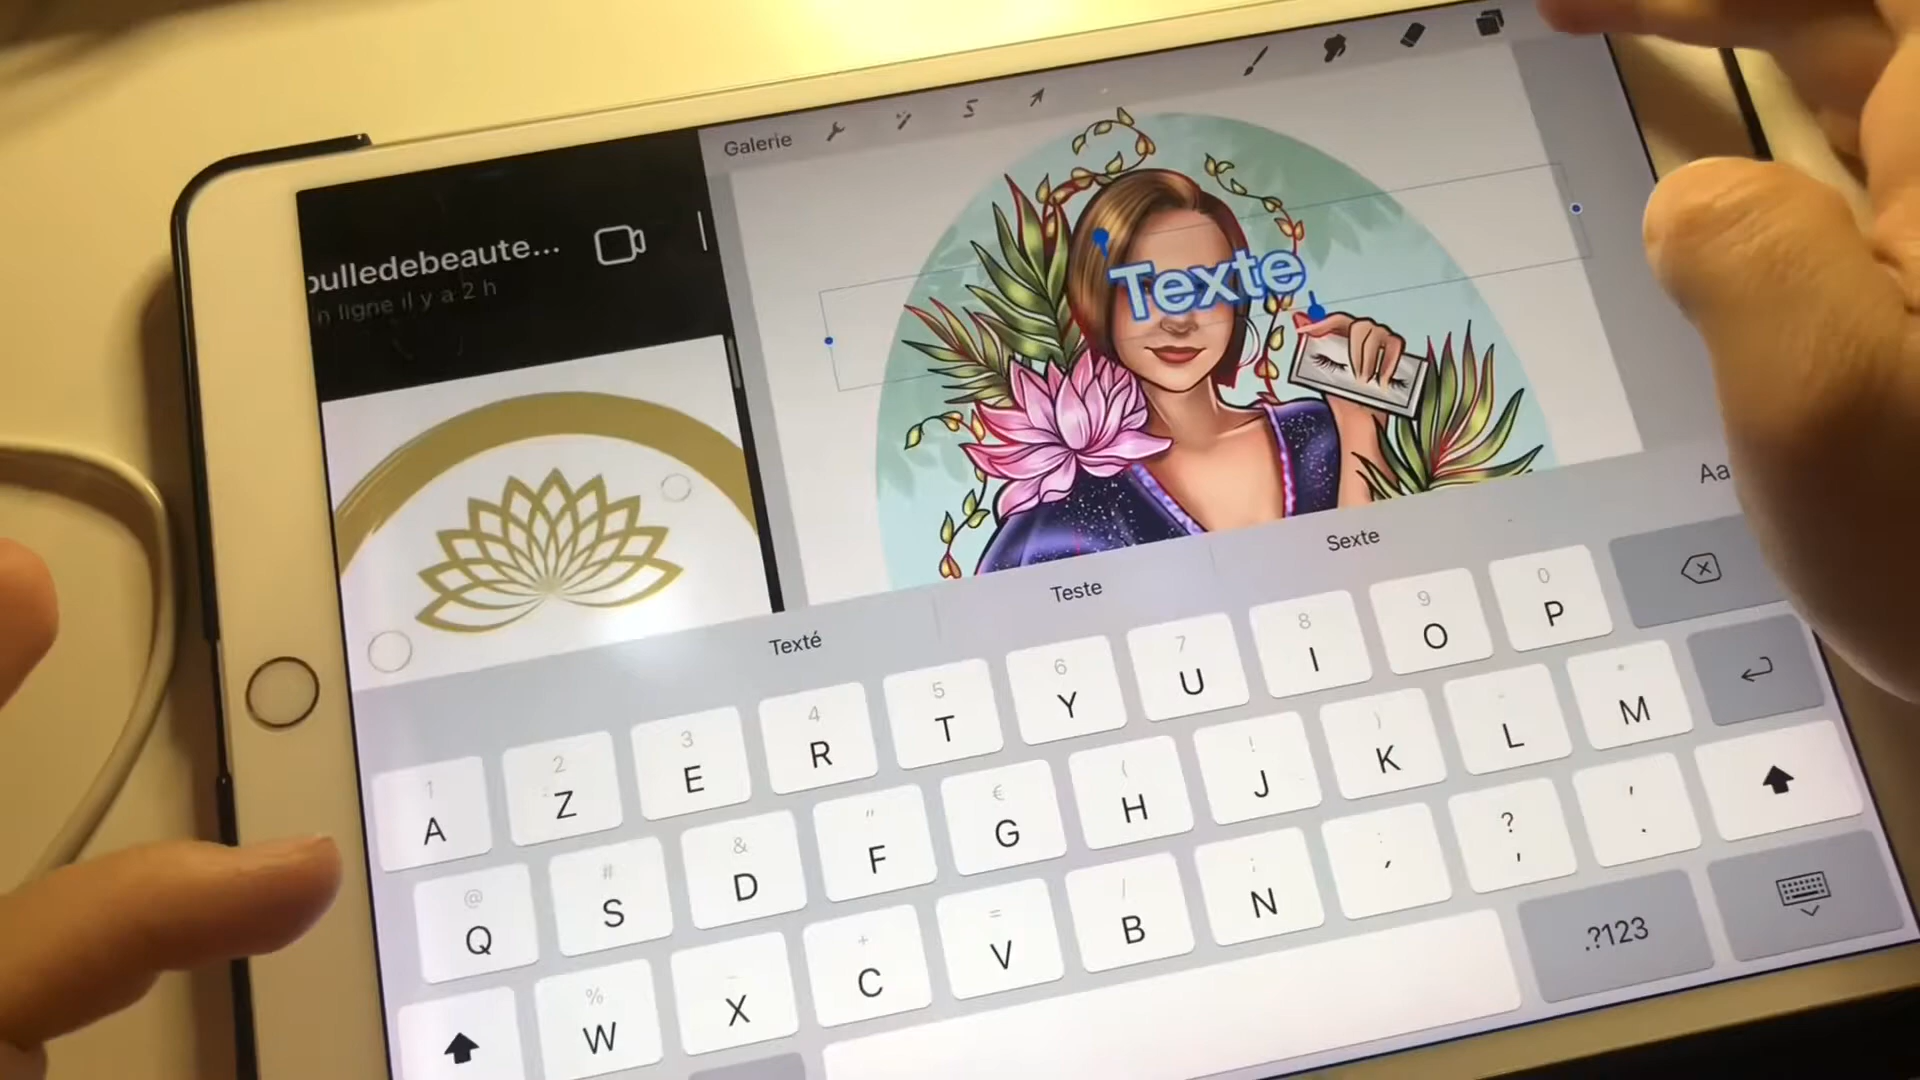 Galerie
oulledebeaute...
n ligne il y a 2 h
Texte
Aa
Texté
Teste
Sexte
1 2 3 4 5 6 7 8 9 0
A Z E R T Y U I O P
@ # & " € ( ! ) - *
Q S D F G H J K L M
% - + = / ; : ? '
W X C V B N ' , .
.?123